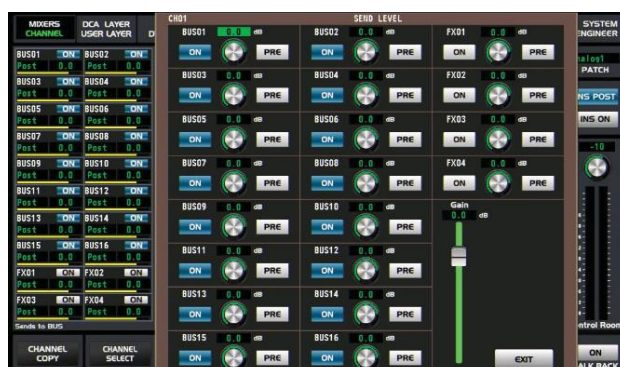 MIXERS DCA LAYER
CHANNEL USER LAYER
CH01 SEND LEVEL
SYSTEM
ENGINEER
BUS01 ON BUS02 ON
Post 0.0 Post 0.0
BUS03 ON BUS04 ON
Post 0.0 Post 0.0
BUS05 ON BUS06 ON
Post 0.0 Post 0.0
BUS07 ON BUS08 ON
Post 0.0 Post 0.0
BUS09 ON BUS10 ON
Post 0.0 Post 0.0
BUS11 ON BUS12 ON
Post 0.0 Post 0.0
BUS13 ON BUS14 ON
Post 0.0 Post 0.0
BUS15 ON BUS16 ON
Post 0.0 Post 0.0
FX01 ON FX02 ON
Post 0.0 Post 0.0
FX03 ON FX04 ON
Post 0.0 Post 0.0
Sends to BUS
CHANNEL
COPY
CHANNEL
SELECT
BUS01 0.0 dB BUS02 0.0 dB FX01 0.0 dB
ON PRE ON PRE ON PRE
BUS03 0.0 dB BUS04 0.0 dB FX02 0.0 dB
ON PRE ON PRE ON PRE
BUS05 0.0 dB BUS06 0.0 dB FX03 0.0 dB
ON PRE ON PRE ON PRE
BUS07 0.0 dB BUS08 0.0 dB FX04 0.0 dB
ON PRE ON PRE ON PRE
BUS09 0.0 dB BUS10 0.0 dB
ON PRE ON PRE
BUS11 0.0 dB BUS12 0.0 dB
ON PRE ON PRE
BUS13 0.0 dB BUS14 0.0 dB
ON PRE ON PRE
BUS15 0.0 dB BUS16 0.0 dB
ON PRE ON PRE
Gain
0.0 dB
EXIT
nalog1
PATCH
NS POST
INS ON
-10
ntrol Room
ON
ALK BACK